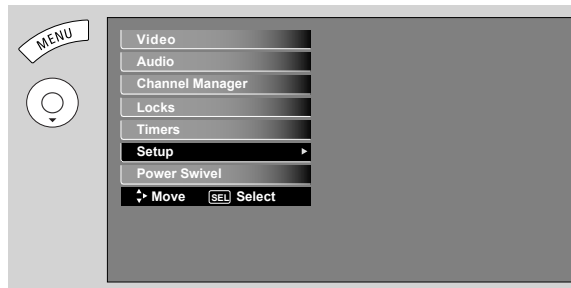 MENU
Video
Audio
Channel Manager
Locks
Timers
Setup
Power Swivel
Move SEL Select